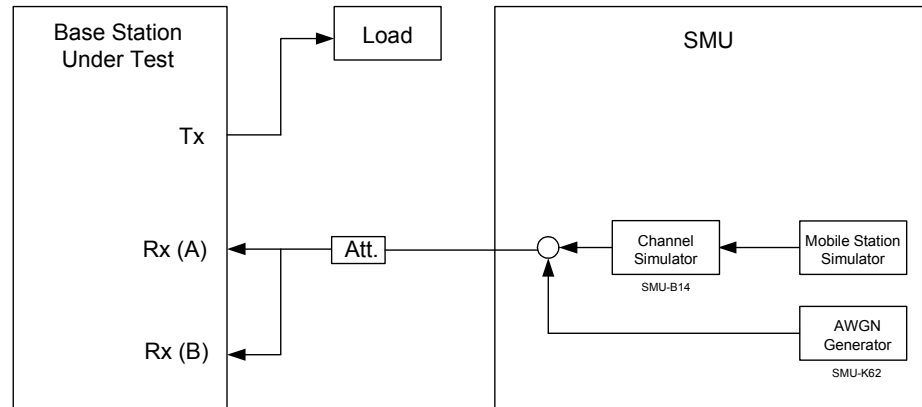 Base Station
Under Test
Load
SMU
Tx
Rx (A)
Att.
Channel
Simulator
SMU-B14
Mobile Station
Simulator
Rx (B)
AWGN
Generator
SMU-K62